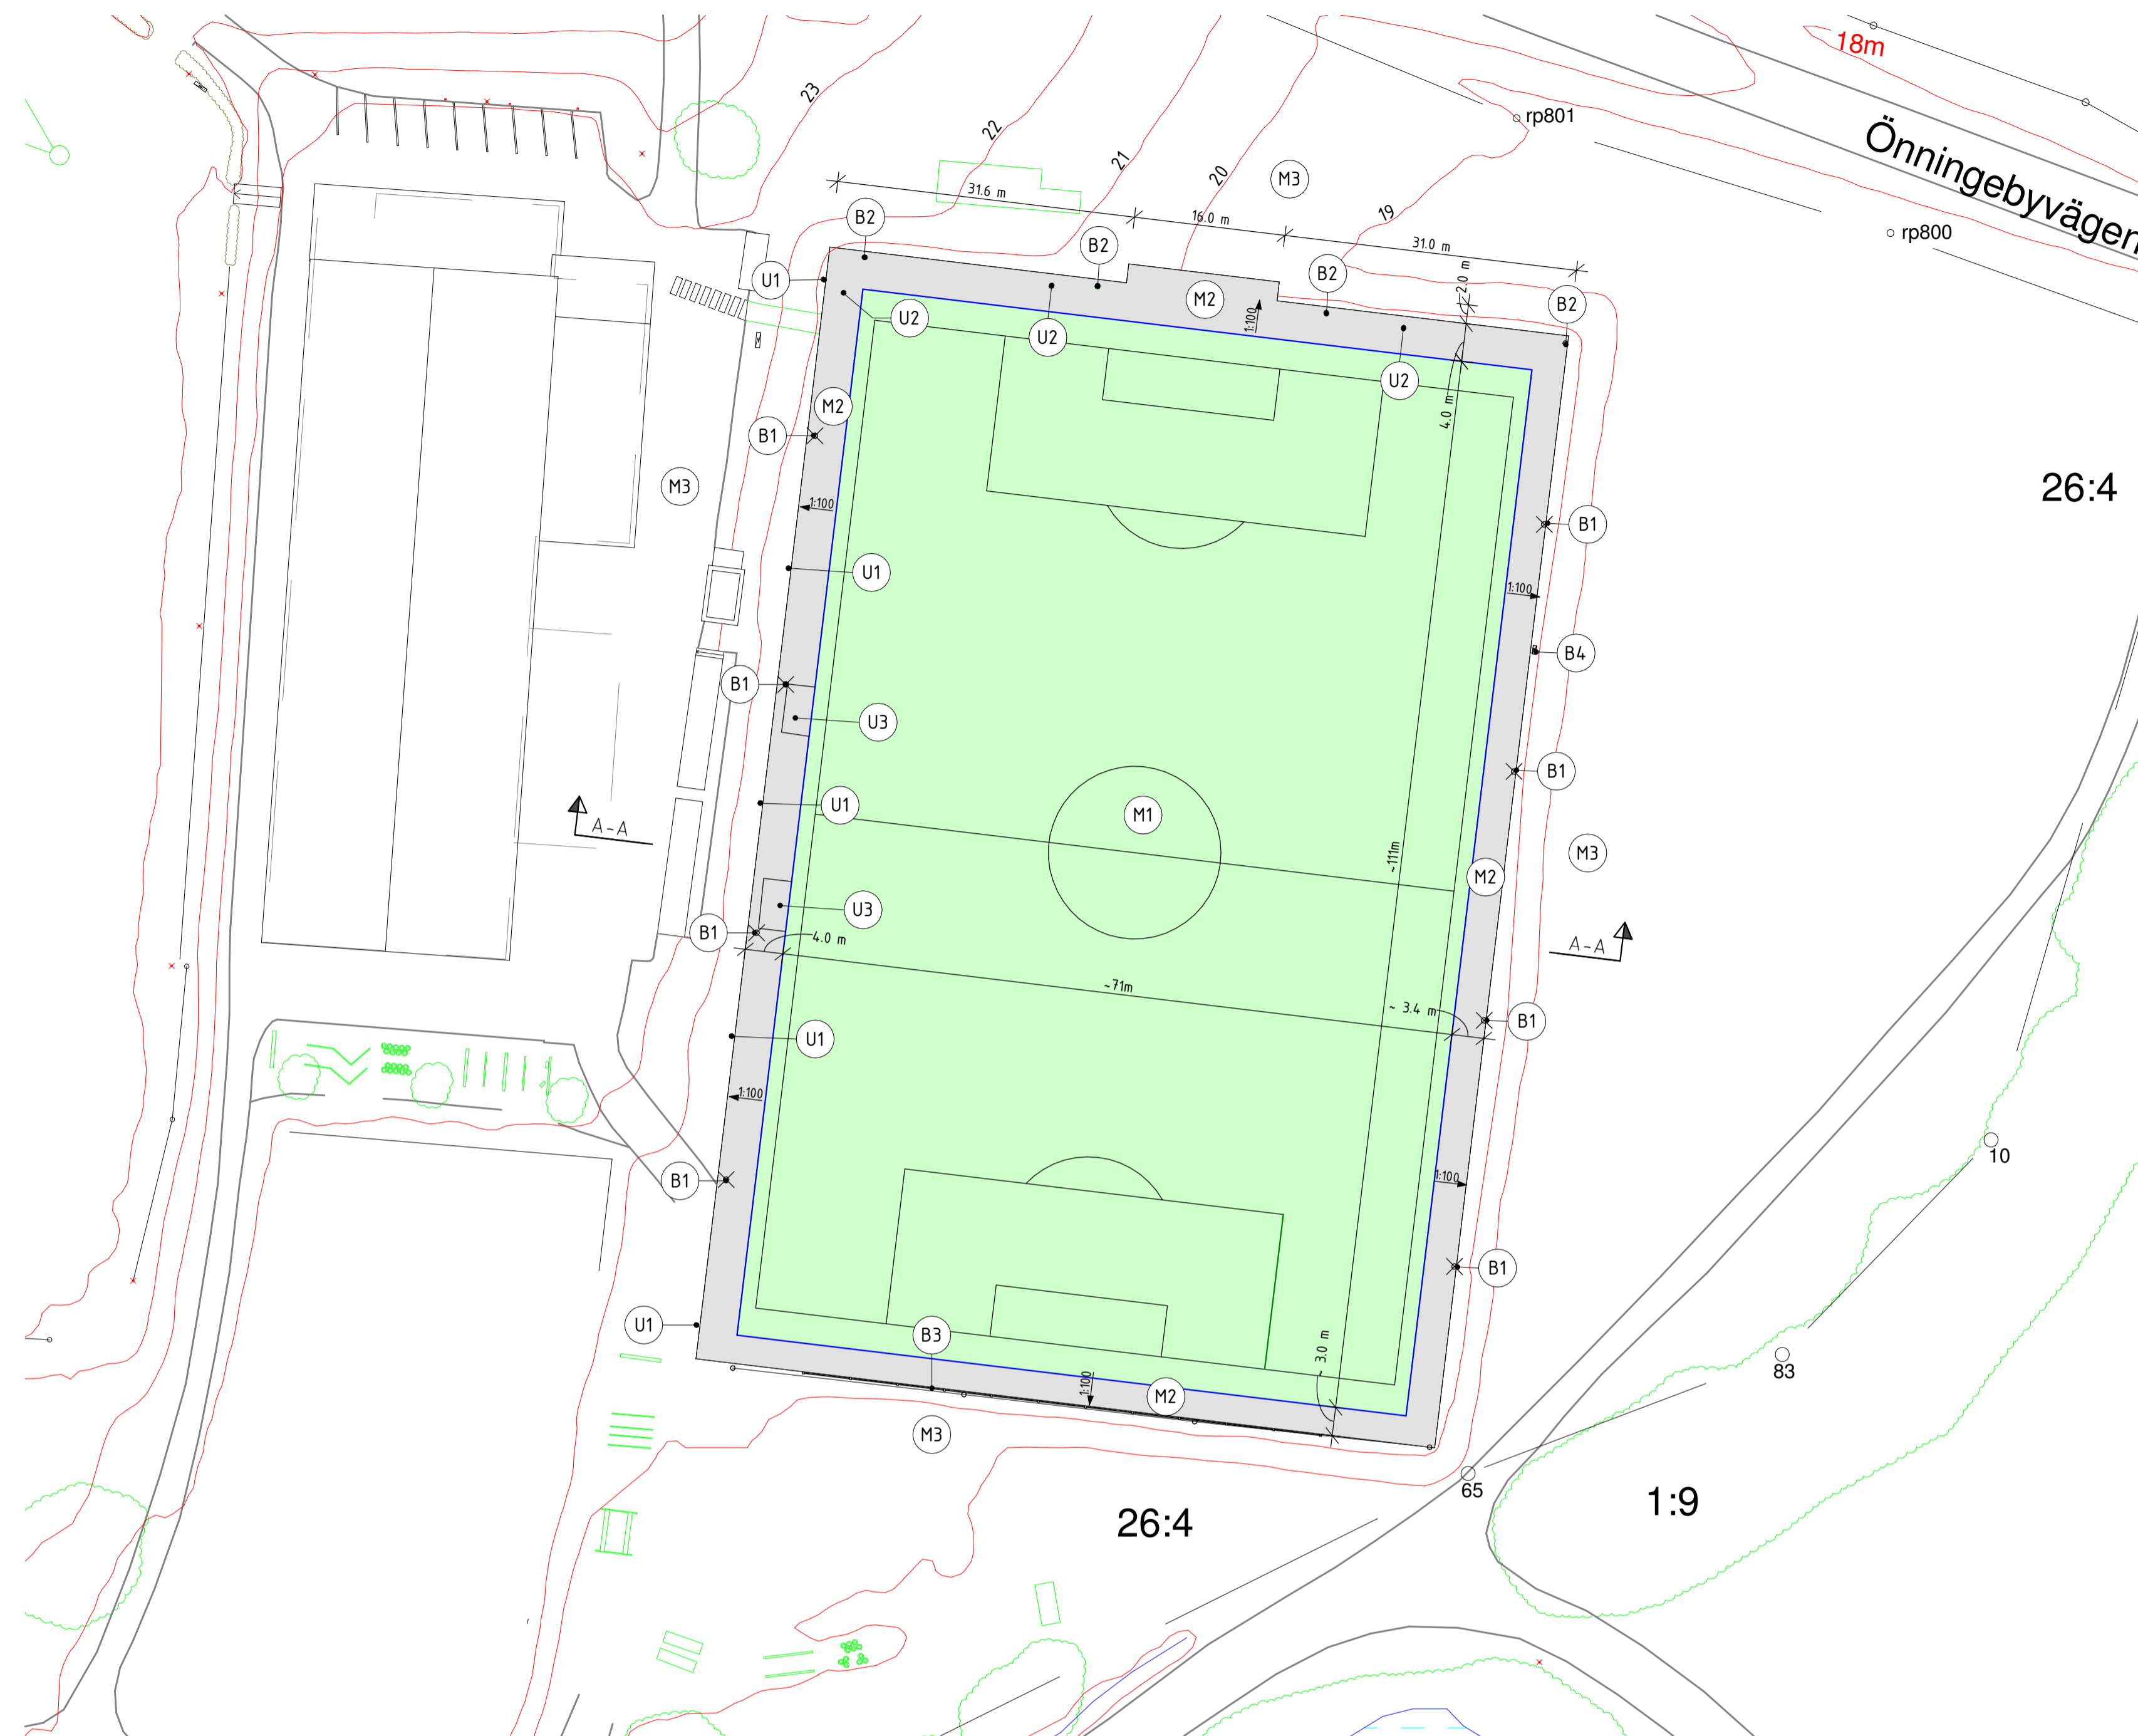 18m
23
rp801
22
21
Önningebyvägen
20
M3
31.6 m
19
B2
16.0 m
rp800
B2
31.0 m
B2
2.0 m
U1
M2
B2
U2
1:100
U2
U2
M2
4.0 m
B1
M3
26:4
1:100
B1
U1
1:100
B4
B1
U3
B1
U1
M1
A-A
~111m
M3
M2
U3
B1
4.0 m
A-A
~71m
~ 3.4 m
B1
U1
1:100
10
B1
1:100
B1
U1
B3
~ 3.0 m
83
1:100
M2
M3
65
1:9
26:4